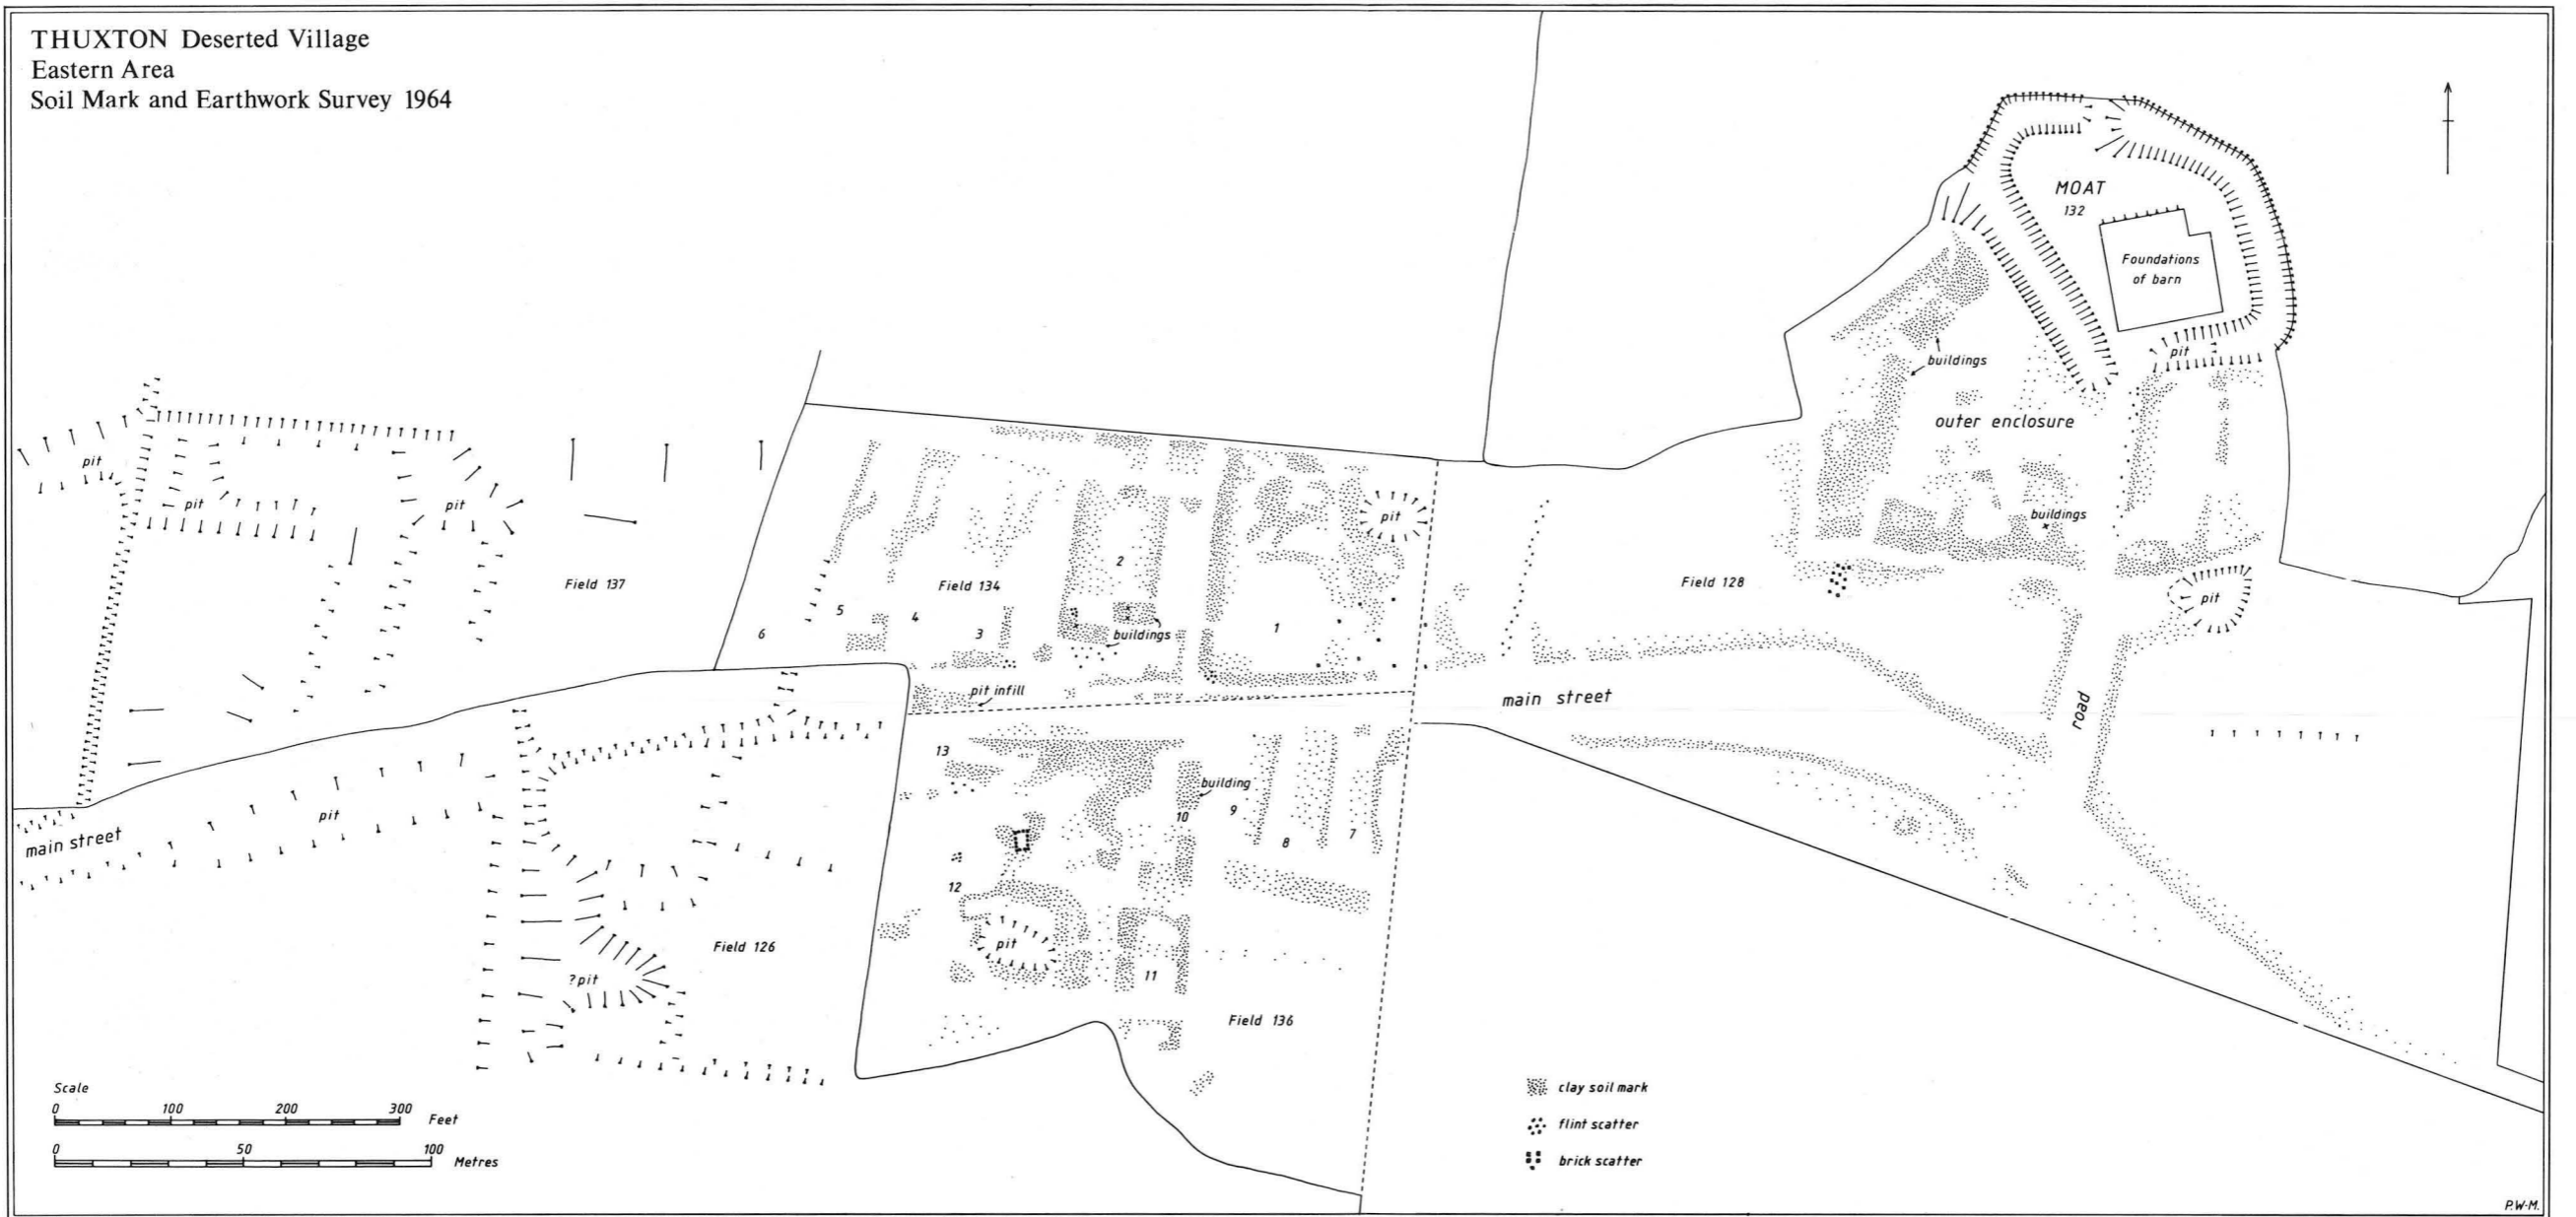 THUXTON Deserted Village
Eastern Area
Soil Mark and Earthwork Survey 1964
MOAT
132
Foundations
of barn
pit
buildings
outer enclosure
buildings
pit
pit
pit
pit
pit
Field 137
Field 134
Field 128
1
2
3
4
5
6
buildings
pit infill
main street
road
pit
main street
13
building
10
9
8
7
12
pit
11
Field 126
?pit
Field 136
Scale
0 100 200 300 Feet
0 50 100 Metres
clay soil mark
flint scatter
brick scatter
P.W-M.